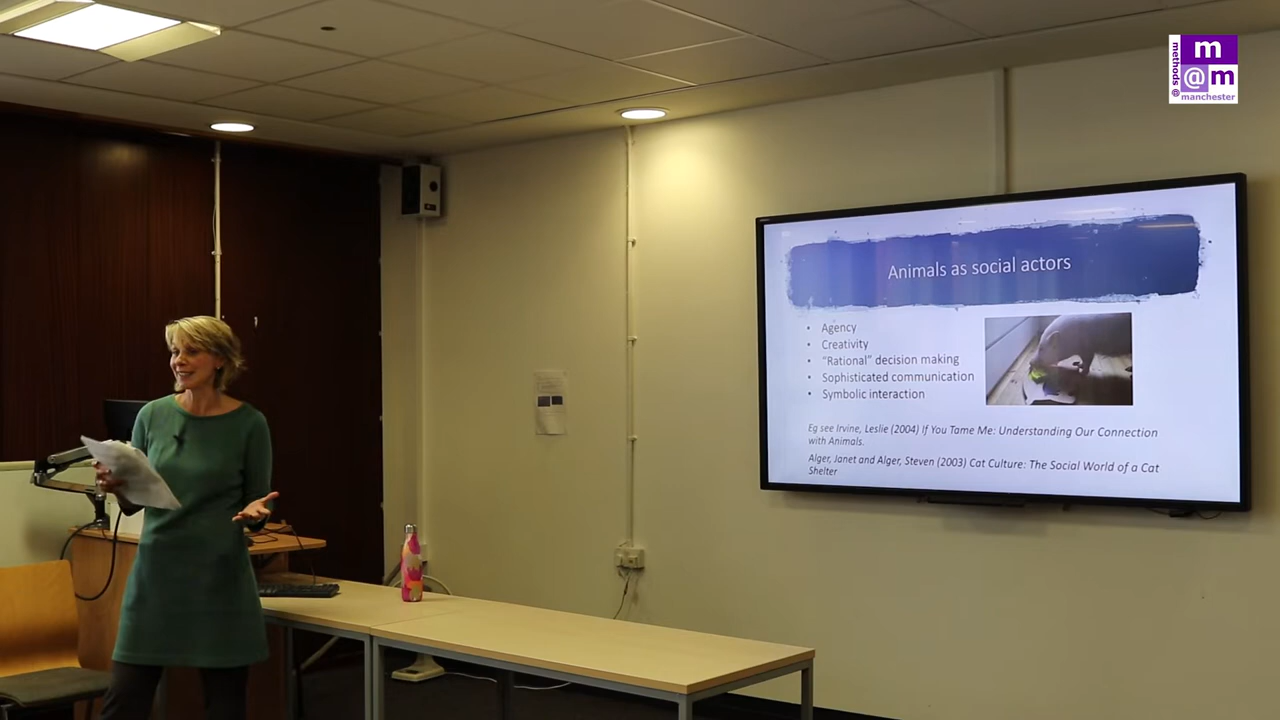 m
@m
methods@
manchester
Animals as social actors
• Agency
• Creativity
• "Rational" decision making
• Sophisticated communication
• Symbolic interaction
Eg see Irvine, Leslie (2004) If You Tame Me: Understanding Our Connection
with Animals.
Alger, Janet and Alger, Steven (2003) Cat Culture: The Social World of a Cat
Shelter